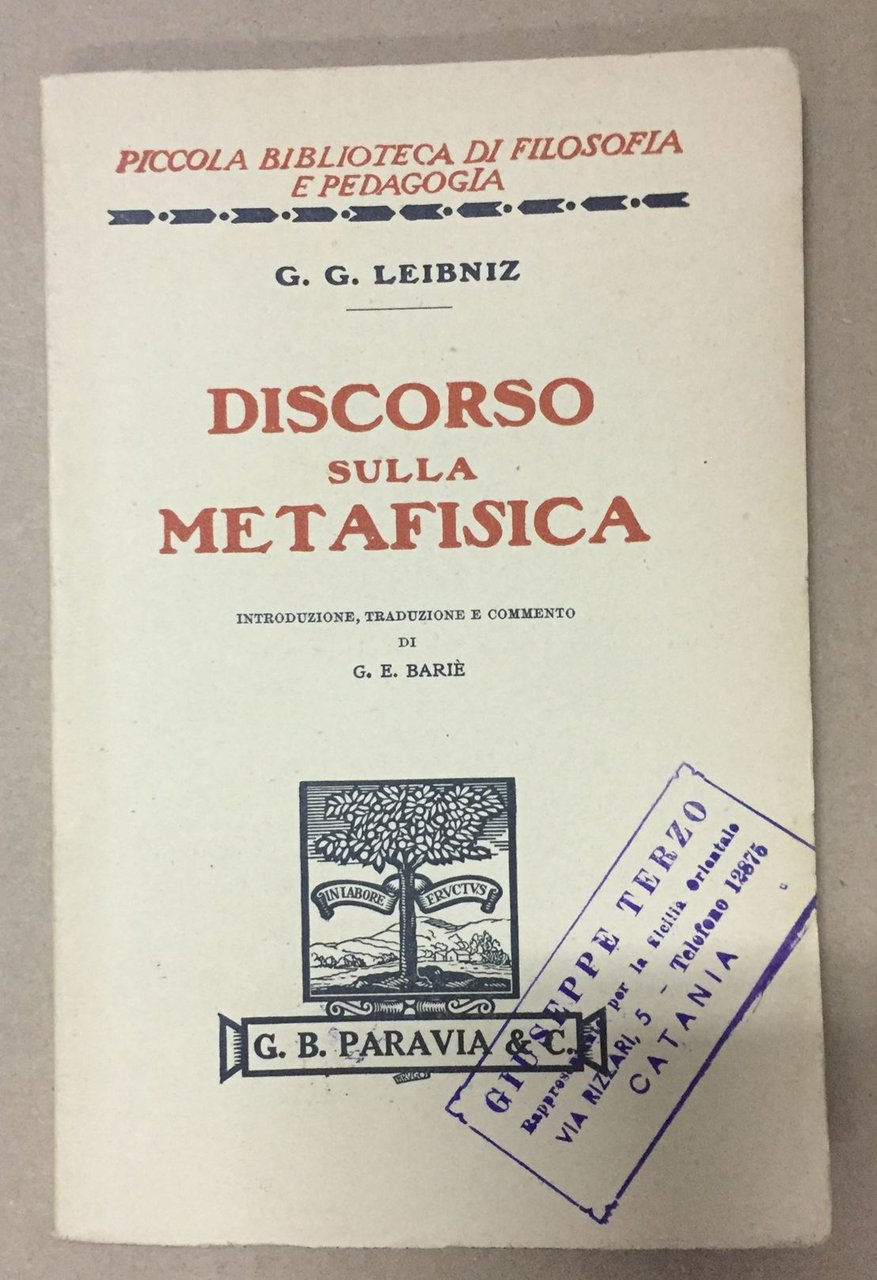 PICCOLA BIBLIOTECA DI FILOSOFIA
E PEDAGOGIA
G. G. LEIBNIZ
DISCORSO
SULLA
METAFISICA
INTRODUZIONE, TRADUZIONE E COMMENTO
DI
G. E. BARIÈ
IN LABORE FRVCTVS
G. B. PARAVIA & C.
GIUSEPPE TERZO
per la Sicilia Orientale
VIA RIZZARI, 5 - Telefono 12875
CATANIA